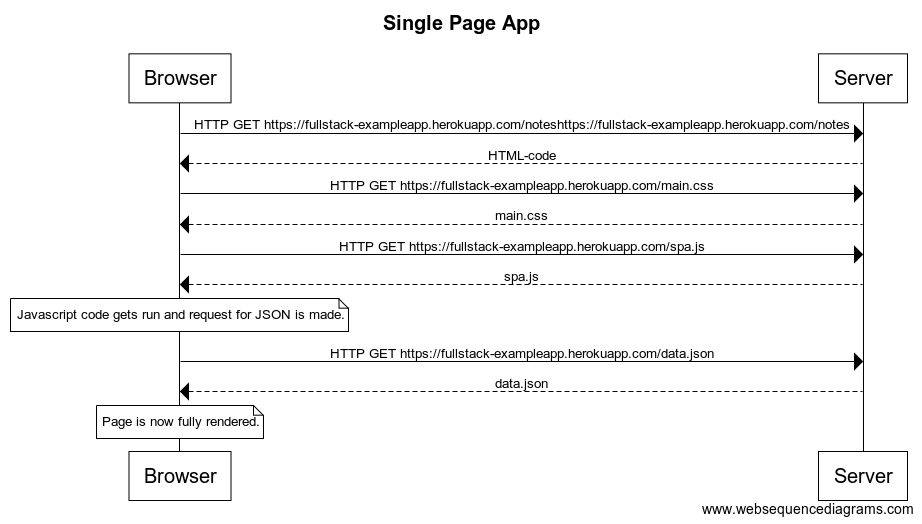 Single Page App
Browser
Server
HTTP GET https://fullstack-exampleapp.herokuapp.com/noteshttps://fullstack-exampleapp.herokuapp.com/notes
HTML-code
HTTP GET https://fullstack-exampleapp.herokuapp.com/main.css
main.css
HTTP GET https://fullstack-exampleapp.herokuapp.com/spa.js
spa.js
Javascript code gets run and request for JSON is made.
HTTP GET https://fullstack-exampleapp.herokuapp.com/data.json
data.json
Page is now fully rendered.
Browser
Server
www.websequencediagrams.com